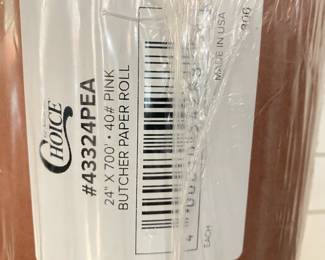 CHOICE
#43324PEA
24" X 700' • 40# PINK
BUTCHER PAPER ROLL
EACH
MADE IN USA